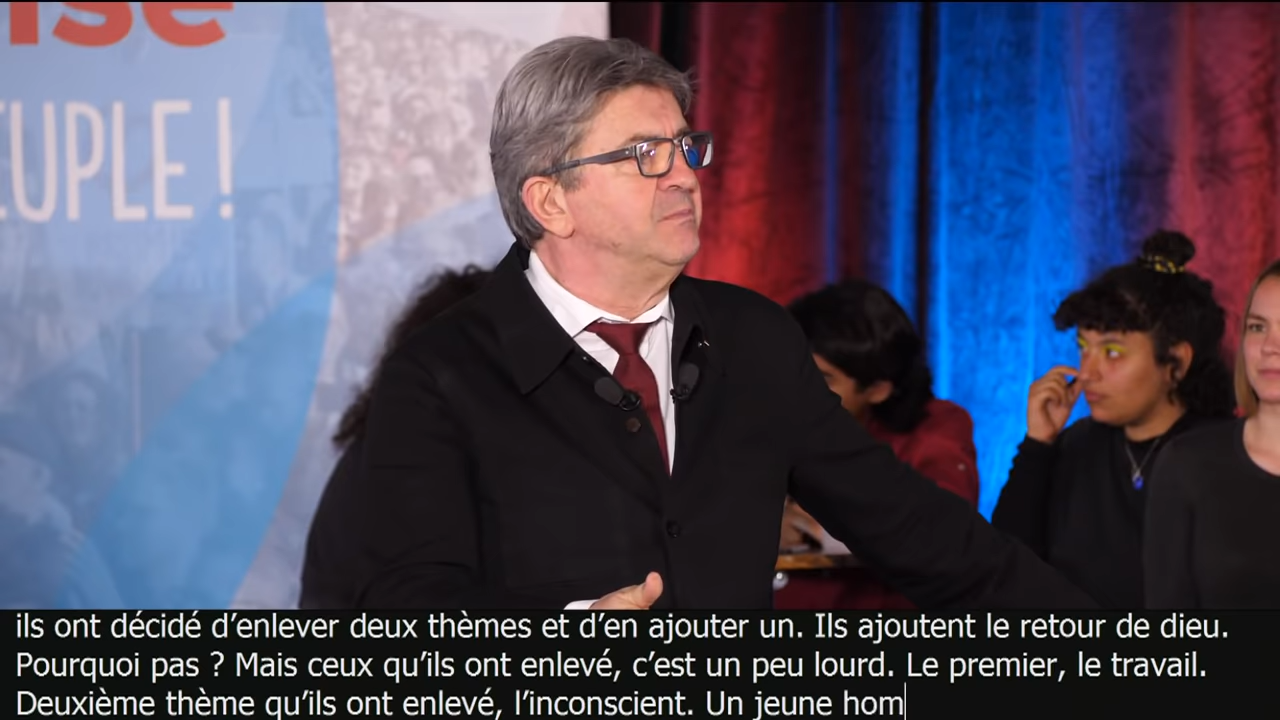 ise
EUPLE !
ils ont décidé d’enlever deux thèmes et d’en ajouter un. Ils ajoutent le retour de dieu.
Pourquoi pas ? Mais ceux qu’ils ont enlevé, c’est un peu lourd. Le premier, le travail.
Deuxième thème qu’ils ont enlevé, l’inconscient. Un jeune hom